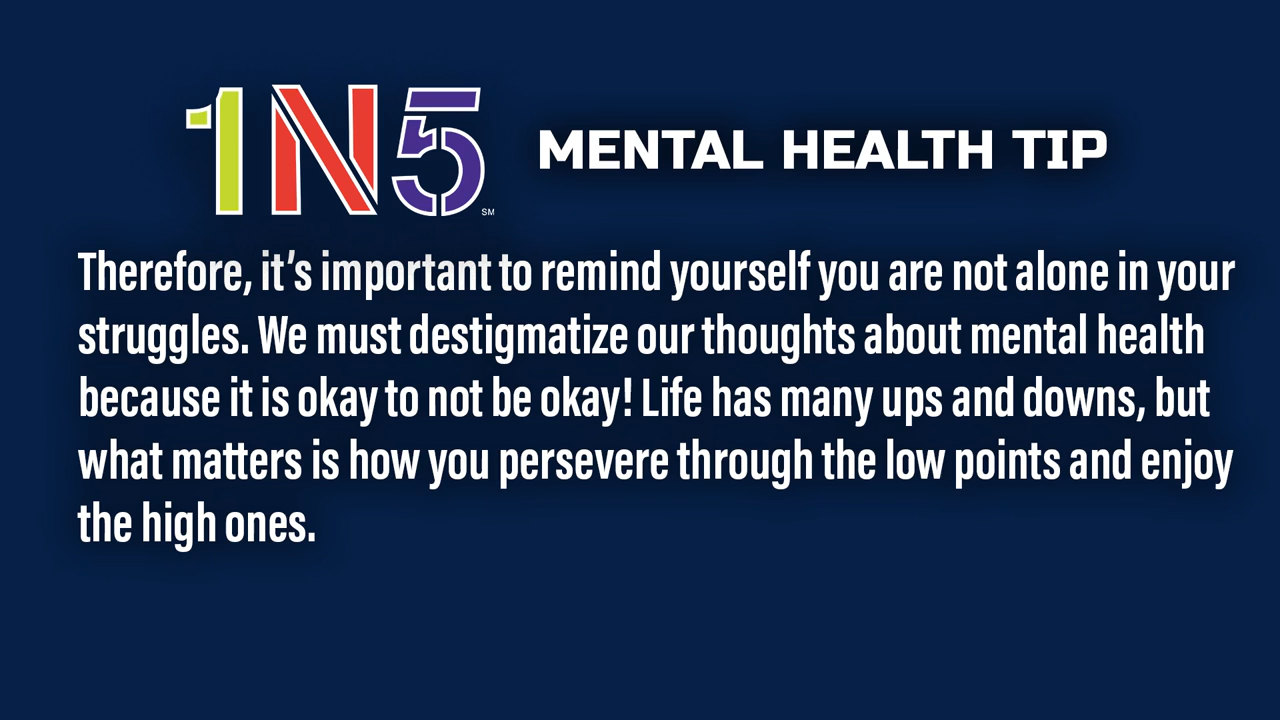 1N5 SM MENTAL HEALTH TIP
Therefore, it’s important to remind yourself you are not alone in your
struggles. We must destigmatize our thoughts about mental health
because it is okay to not be okay! Life has many ups and downs, but
what matters is how you persevere through the low points and enjoy
the high ones.